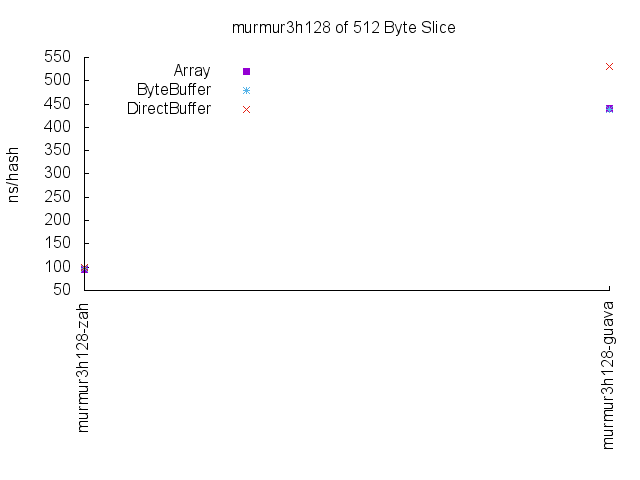 murmur3h128 of 512 Byte Slice
550
500
450
400
350
300
250
200
150
100
50
ns/hash
Array
ByteBuffer
DirectBuffer
murmur3h128-zah
murmur3h128-guava